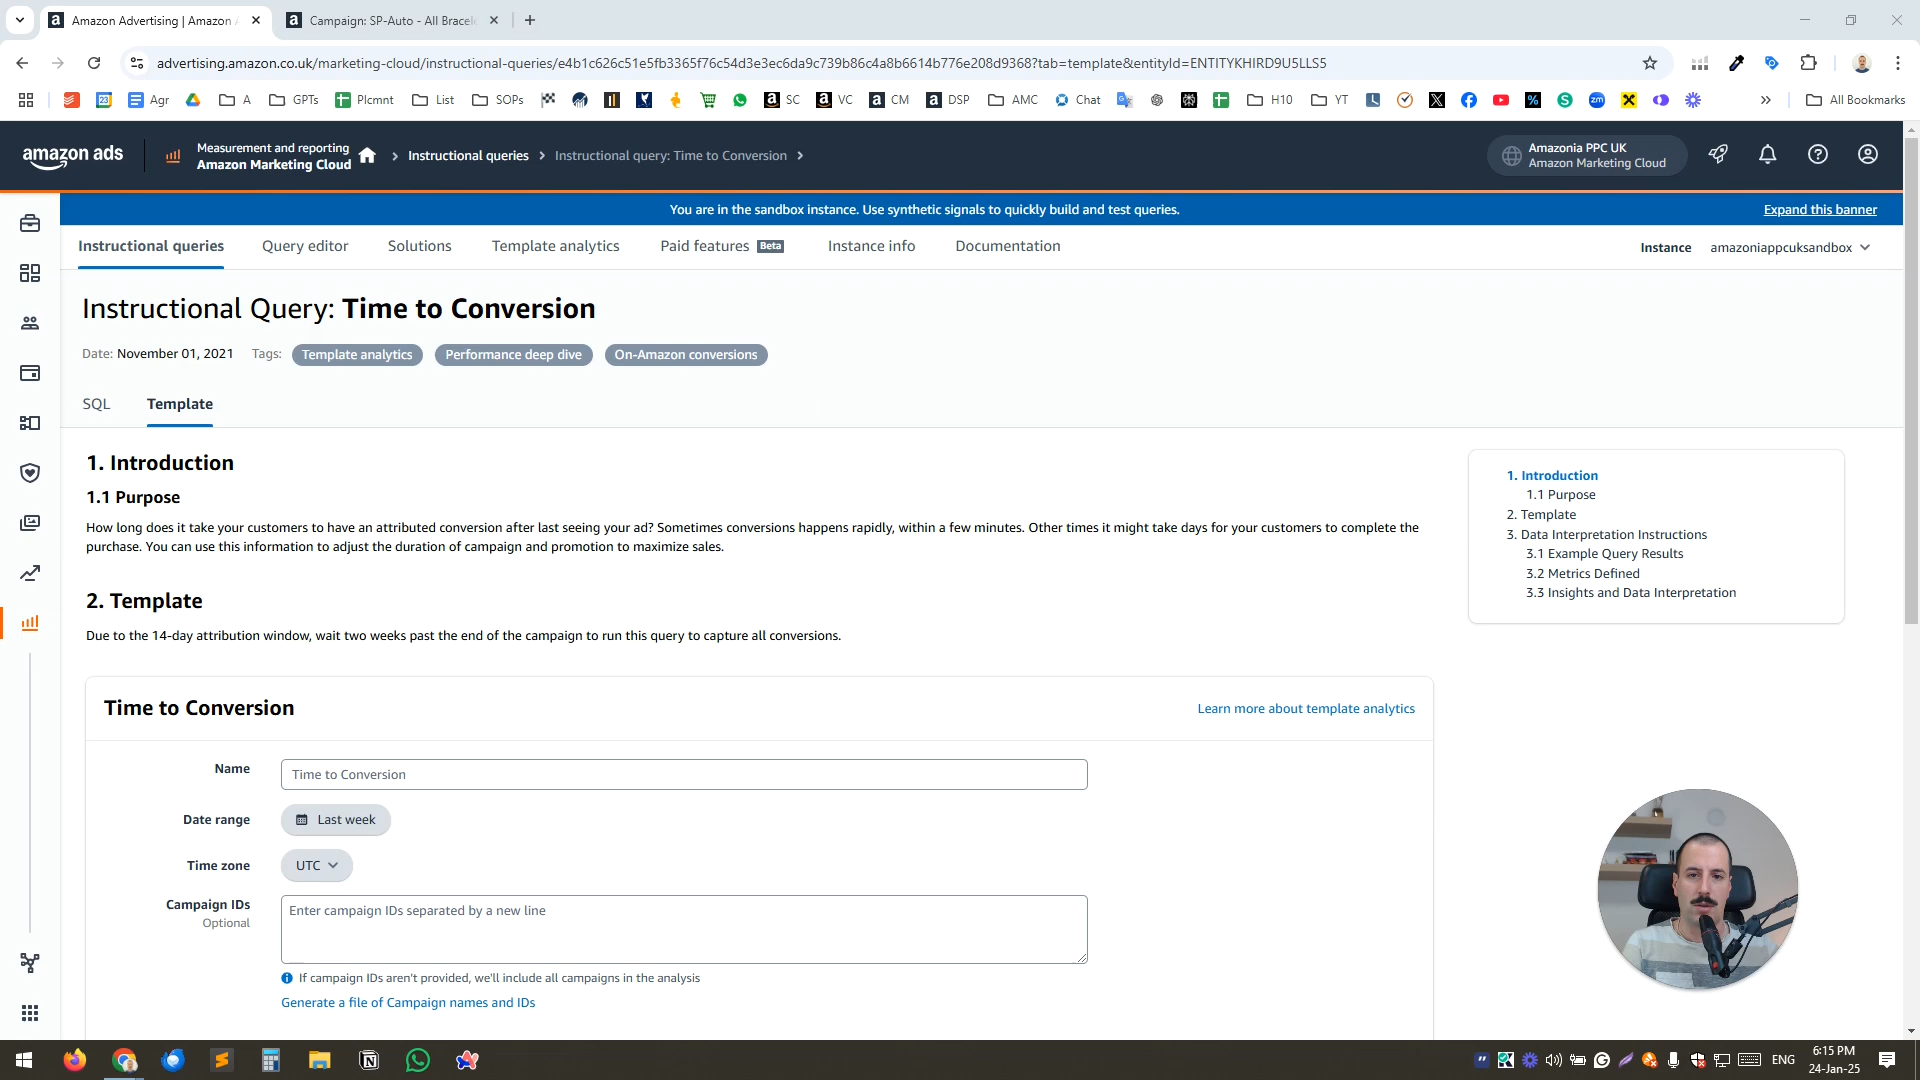 Amazon Advertising | Amazon A
Campaign: SP-Auto - All Bracele
advertising.amazon.co.uk/marketing-cloud/instructional-queries/e4b1c626c51e5fb3365f76c54d3e3ec6da9c739b86c4a8b6614b776e208d9368?tab=template&entityId=ENTITYKHIRD9U5LLS5
Agr A GPTs Plcmnt List SOPs SC VC CM DSP AMC Chat H10 YT All Bookmarks
amazon ads
Measurement and reporting
Amazon Marketing Cloud
Instructional queries
Instructional query: Time to Conversion
Amazonia PPC UK
Amazon Marketing Cloud
You are in the sandbox instance. Use synthetic signals to quickly build and test queries.
Expand this banner
Instructional queries Query editor Solutions Template analytics Paid features Beta Instance info Documentation
Instance amazoniappcuksandbox
Instructional Query: Time to Conversion
Date: November 01, 2021 Tags: Template analytics Performance deep dive On-Amazon conversions
SQL Template
1. Introduction
1.1 Purpose
How long does it take your customers to have an attributed conversion after last seeing your ad? Sometimes conversions happens rapidly, within a few minutes. Other times it might take days for your customers to complete the
purchase. You can use this information to adjust the duration of campaign and promotion to maximize sales.
2. Template
Due to the 14-day attribution window, wait two weeks past the end of the campaign to run this query to capture all conversions.
1. Introduction
1.1 Purpose
2. Template
3. Data Interpretation Instructions
3.1 Example Query Results
3.2 Metrics Defined
3.3 Insights and Data Interpretation
Time to Conversion
Learn more about template analytics
Name
Time to Conversion
Date range
Last week
Time zone
UTC
Campaign IDs
Optional
Enter campaign IDs separated by a new line
If campaign IDs aren't provided, we'll include all campaigns in the analysis
Generate a file of Campaign names and IDs
ENG
6:15 PM
24-Jan-25